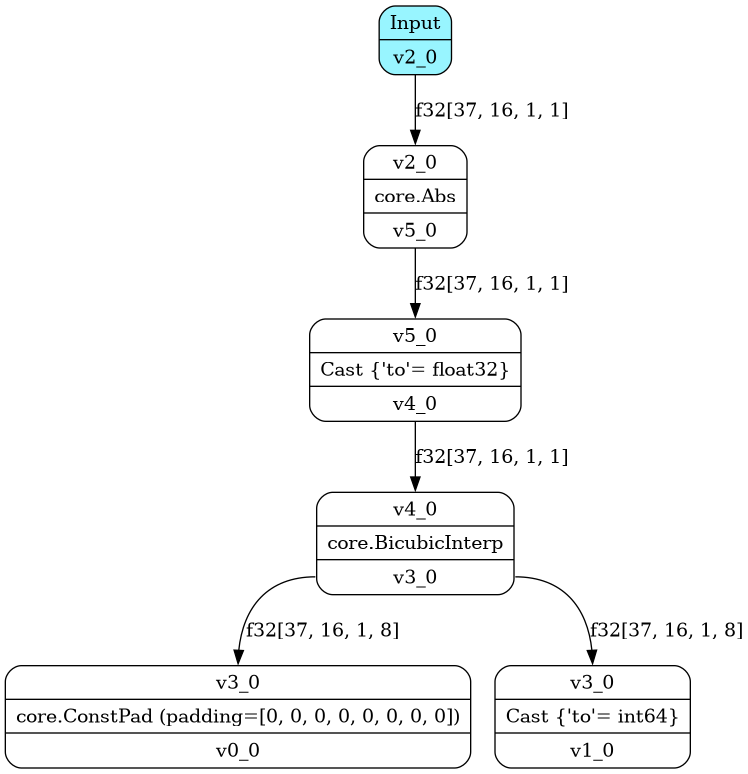 Input
v2_0
f32[37, 16, 1, 1]
v2_0
core.Abs
v5_0
f32[37, 16, 1, 1]
v5_0
Cast {'to'= float32}
v4_0
f32[37, 16, 1, 1]
v4_0
core.BicubicInterp
v3_0
f32[37, 16, 1, 8]
f32[37, 16, 1, 8]
v3_0
core.ConstPad (padding=[0, 0, 0, 0, 0, 0, 0, 0])
v0_0
v3_0
Cast {'to'= int64}
v1_0